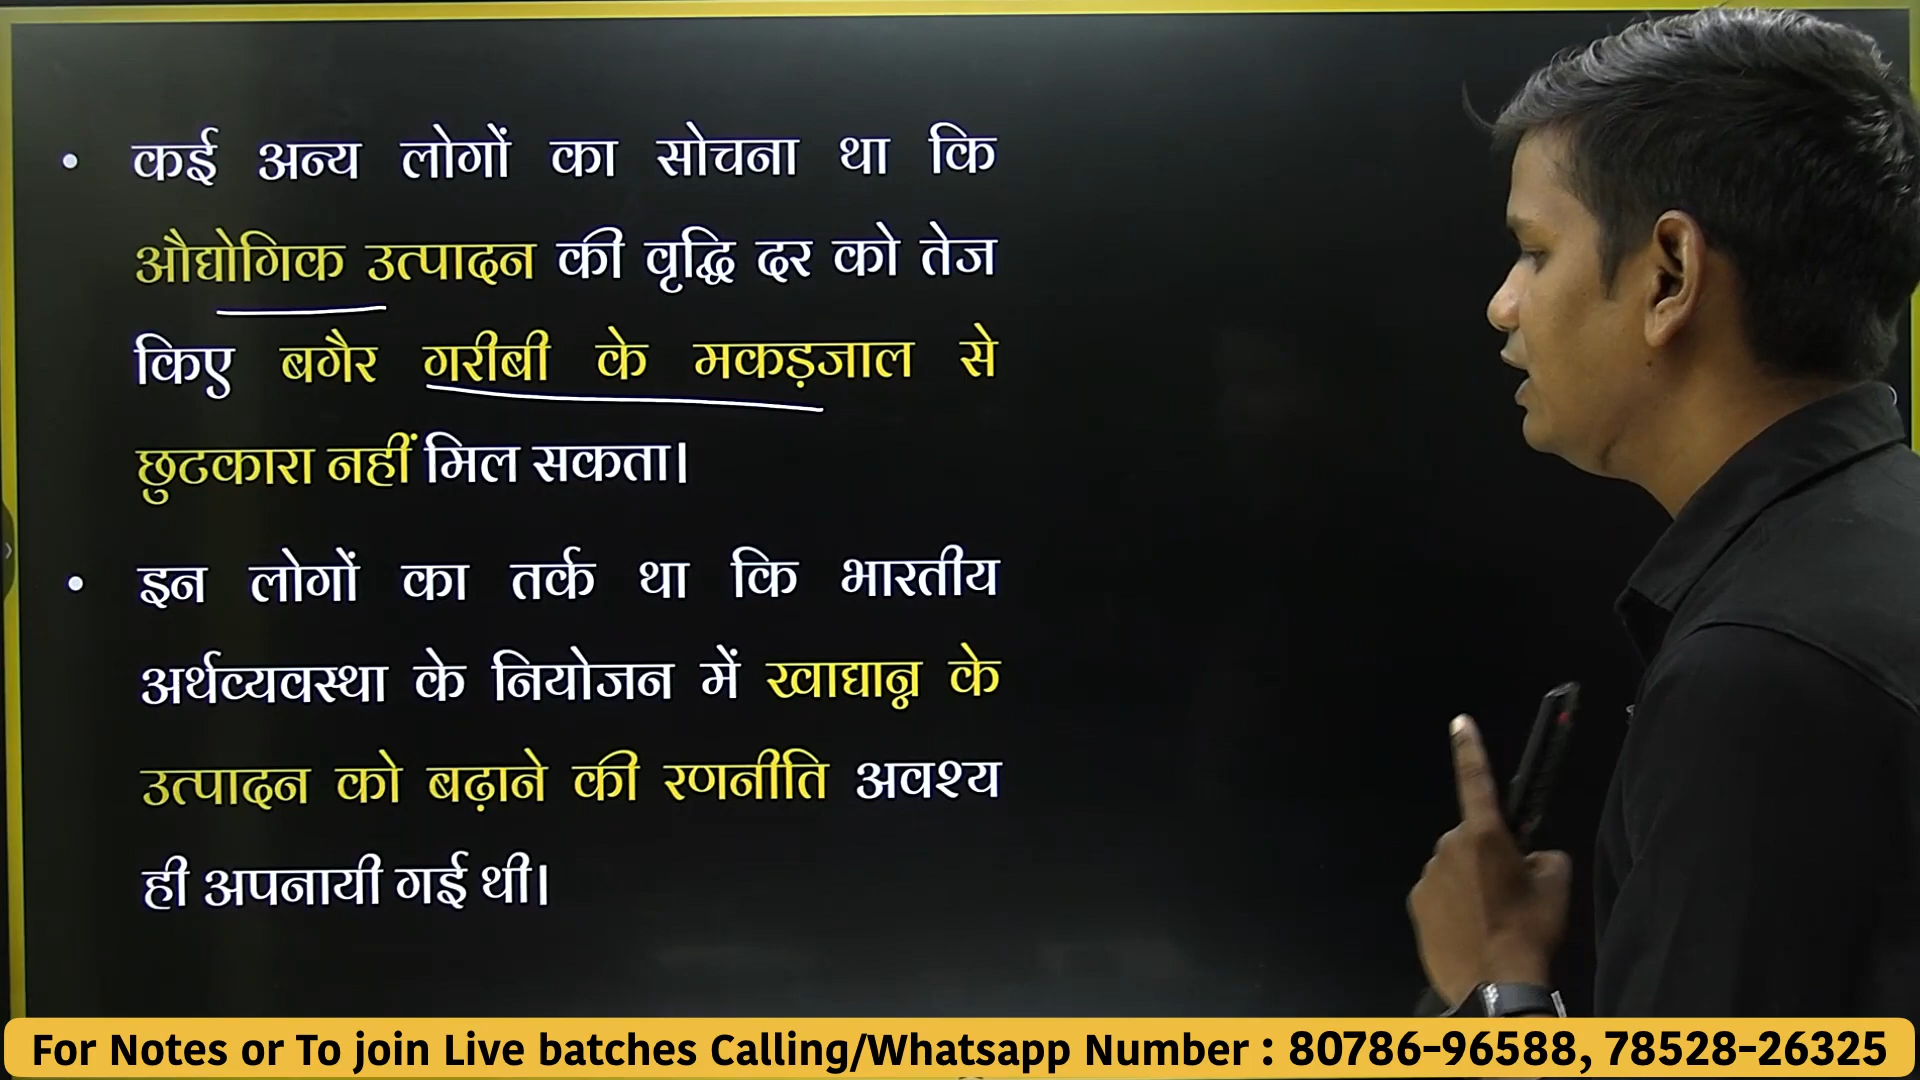 • कई अन्य लोगों का सोचना था कि
औद्योगिक उत्पादन की वृद्धि दर को तेज
किए बगैर गरीबी के मकड़जाल से
छुटकारा नहीं मिल सकता।
• इन लोगों का तर्क था कि भारतीय
अर्थव्यवस्था के नियोजन में खाद्यान्न के
उत्पादन को बढ़ाने की रणनीति अवश्य
ही अपनायी गई थी।
For Notes or To join Live batches Calling/Whatsapp Number : 80786-96588, 78528-26325